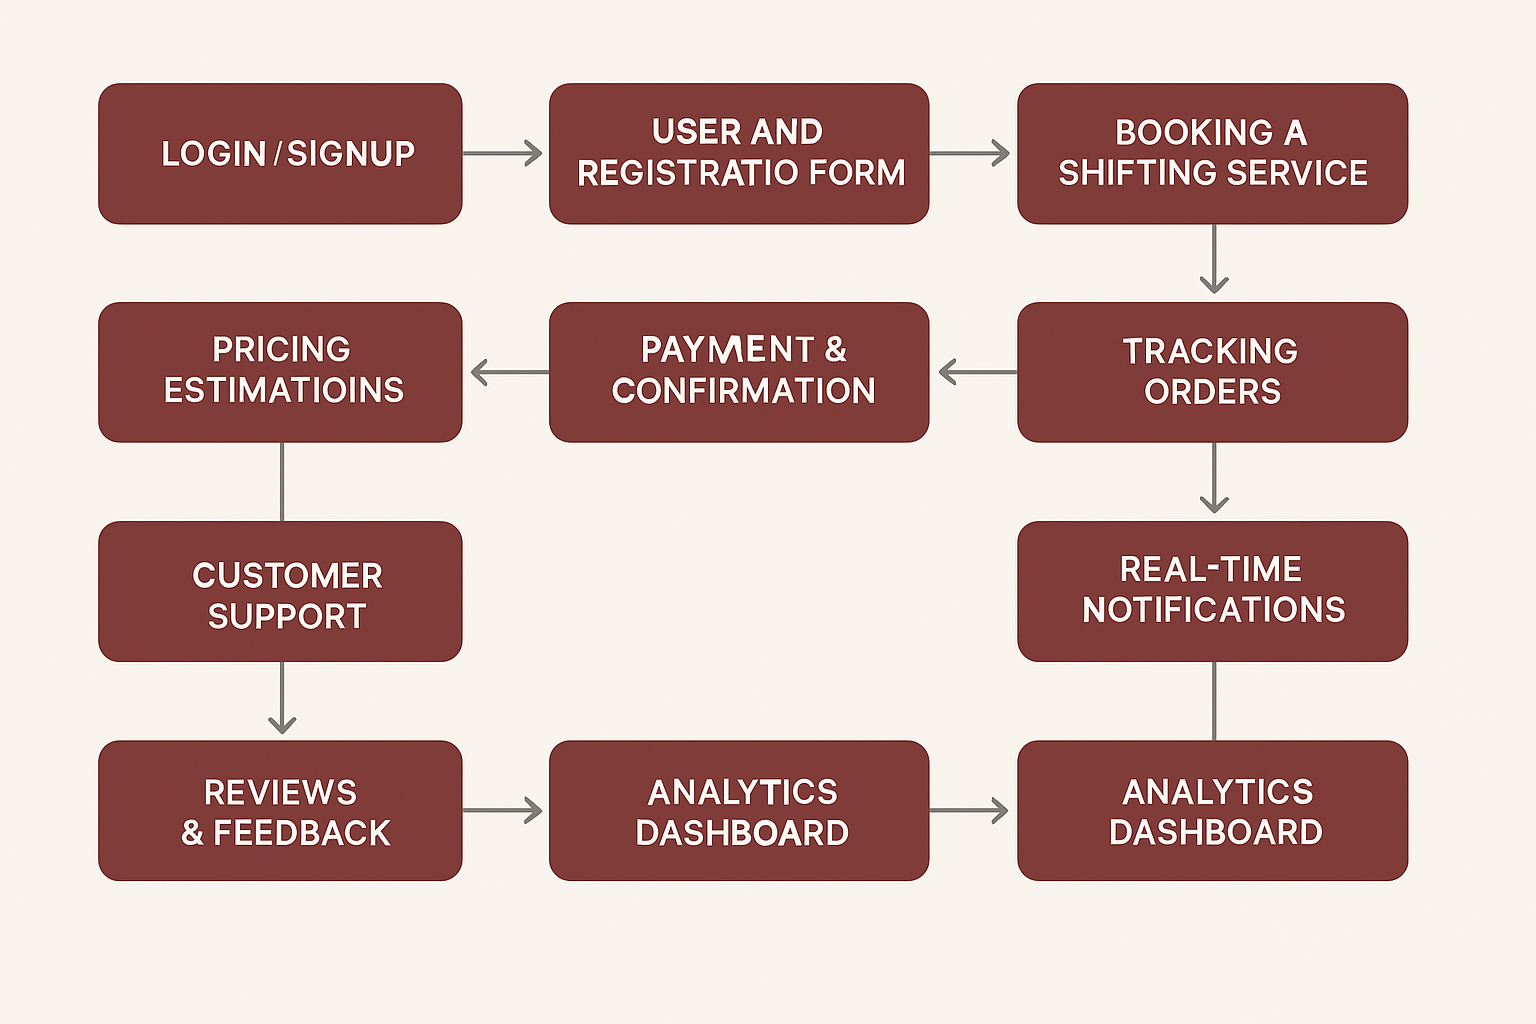 LOGIN / SIGNUP
USER AND
REGISTRATIO FORM
BOOKING A
SHIFTING SERVICE
PRICING
ESTIMATIOINS
PAYMENT &
CONFIRMATION
TRACKING
ORDERS
CUSTOMER
SUPPORT
REAL-TIME
NOTIFICATIONS
REVIEWS
& FEEDBACK
ANALYTICS
DASHBOARD
ANALYTICS
DASHBOARD